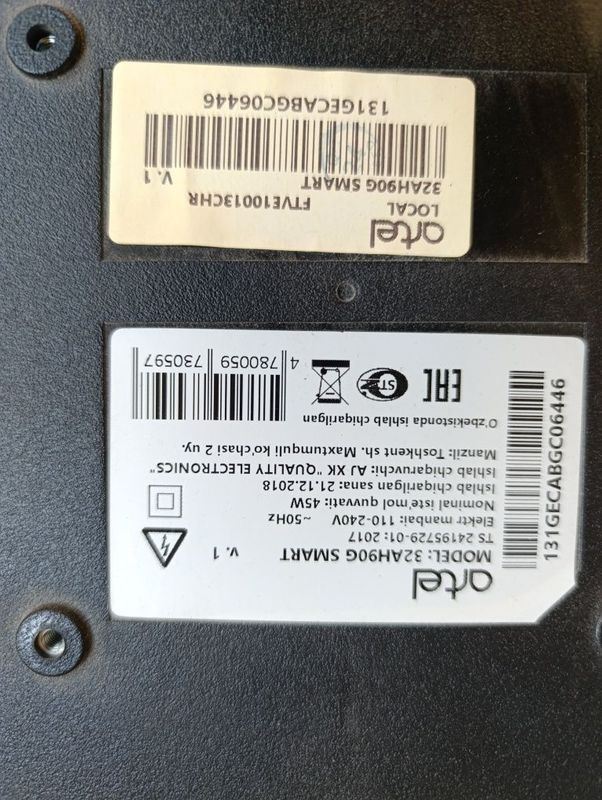 artel
MODEL: 32AH90G SMART v. 1
TS 24195729-01: 2017
Elektr manbai: 110-240V ~50Hz
Nominal iste'mol quvvati: 45W
Ishlab chiqarilgan sana: 21.12.2018
Ishlab chiqaruvchi: AJ XK "QUALITY ELECTRONICS"
Manzil: Toshkent sh. Maxtumquli ko'chasi 2 uy.
O'zbekistonda ishlab chiqarilgan
EAC ST
4 780059 730597
131GECABGC06446
artel
LOCAL FTVE10013CHR
32AH90G SMART V. 1
131GECABGC06446